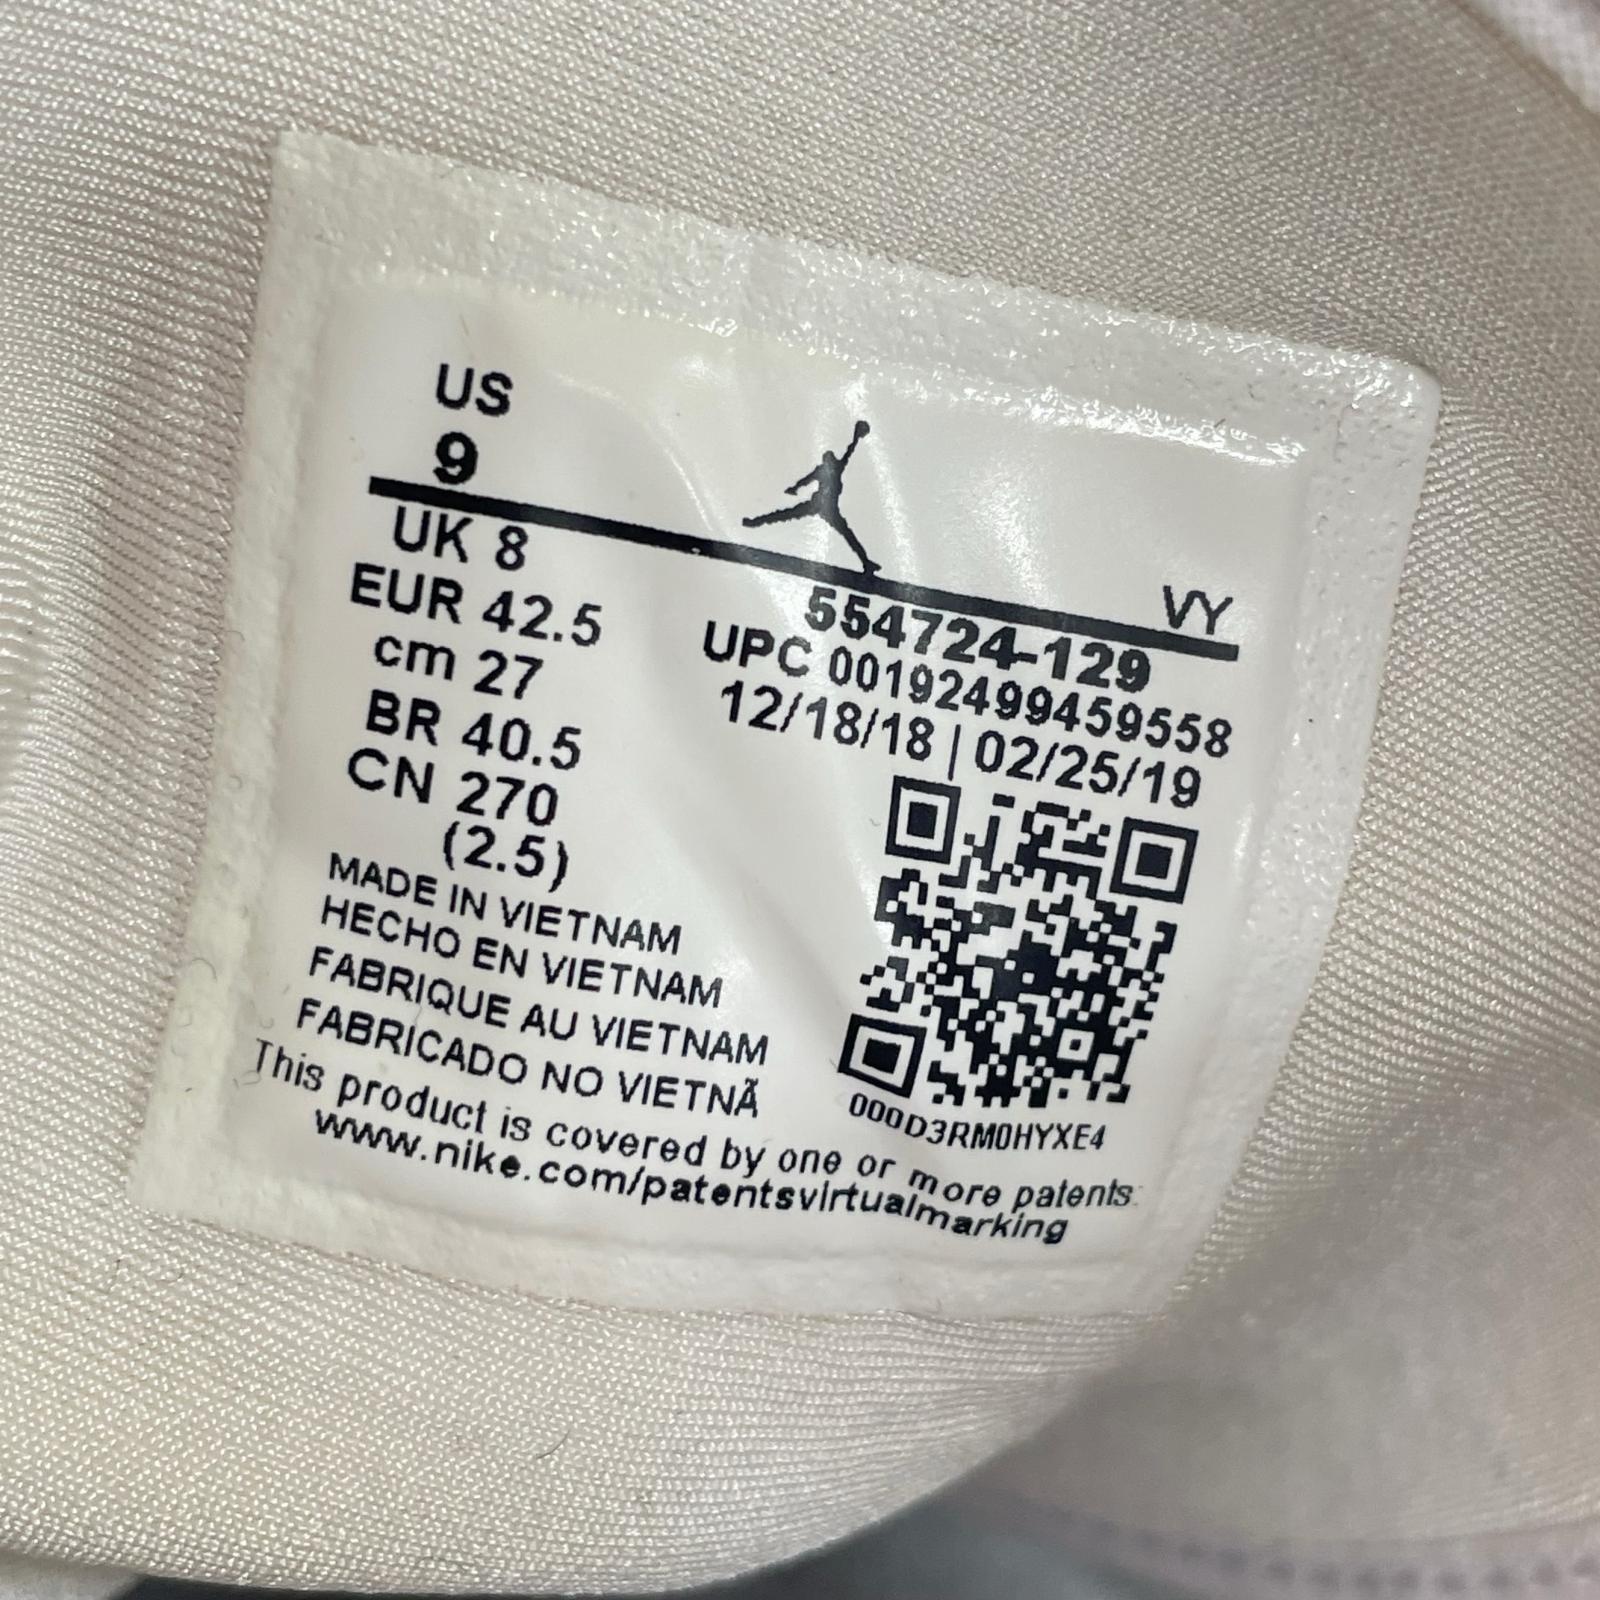 US
9
UK 8
EUR 42.5
cm 27
BR 40.5
CN 270
(2.5)
VY
554724-129
UPC 00192499459558
12/18/18 | 02/25/19
MADE IN VIETNAM
HECHO EN VIETNAM
FABRIQUE AU VIETNAM
FABRICADO NO VIETNÃ
000D3RM0HYXE4
This product is covered by one or more patents:
www.nike.com/patentsvirtualmarking